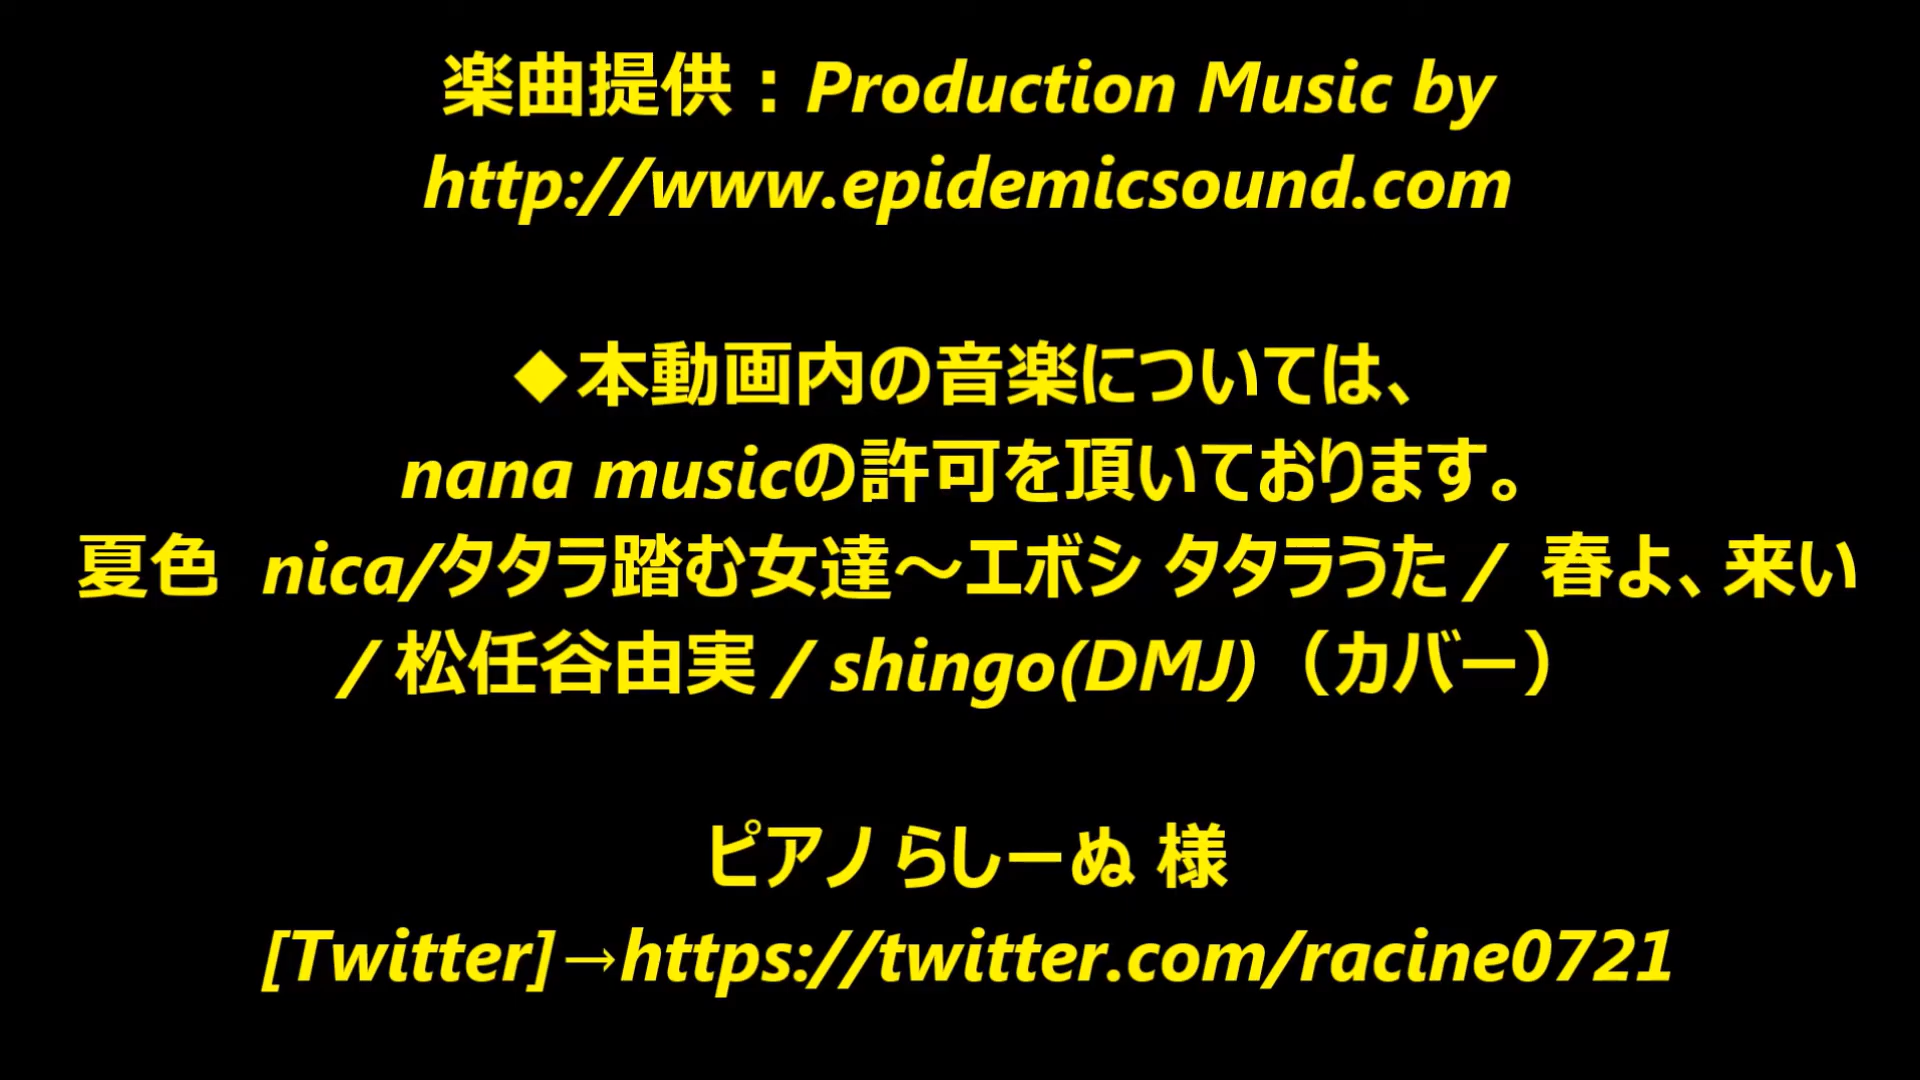 楽曲提供：Production Music by
http://www.epidemicsound.com
◆本動画内の音楽については、
nana musicの許可を頂いております。
夏色 nica/タタラ踏む女達～エボシ タタラうた / 春よ、来い
/ 松任谷由実 / shingo(DMJ)（カバー）
ピアノ らしーぬ 様
[Twitter]→https://twitter.com/racine0721